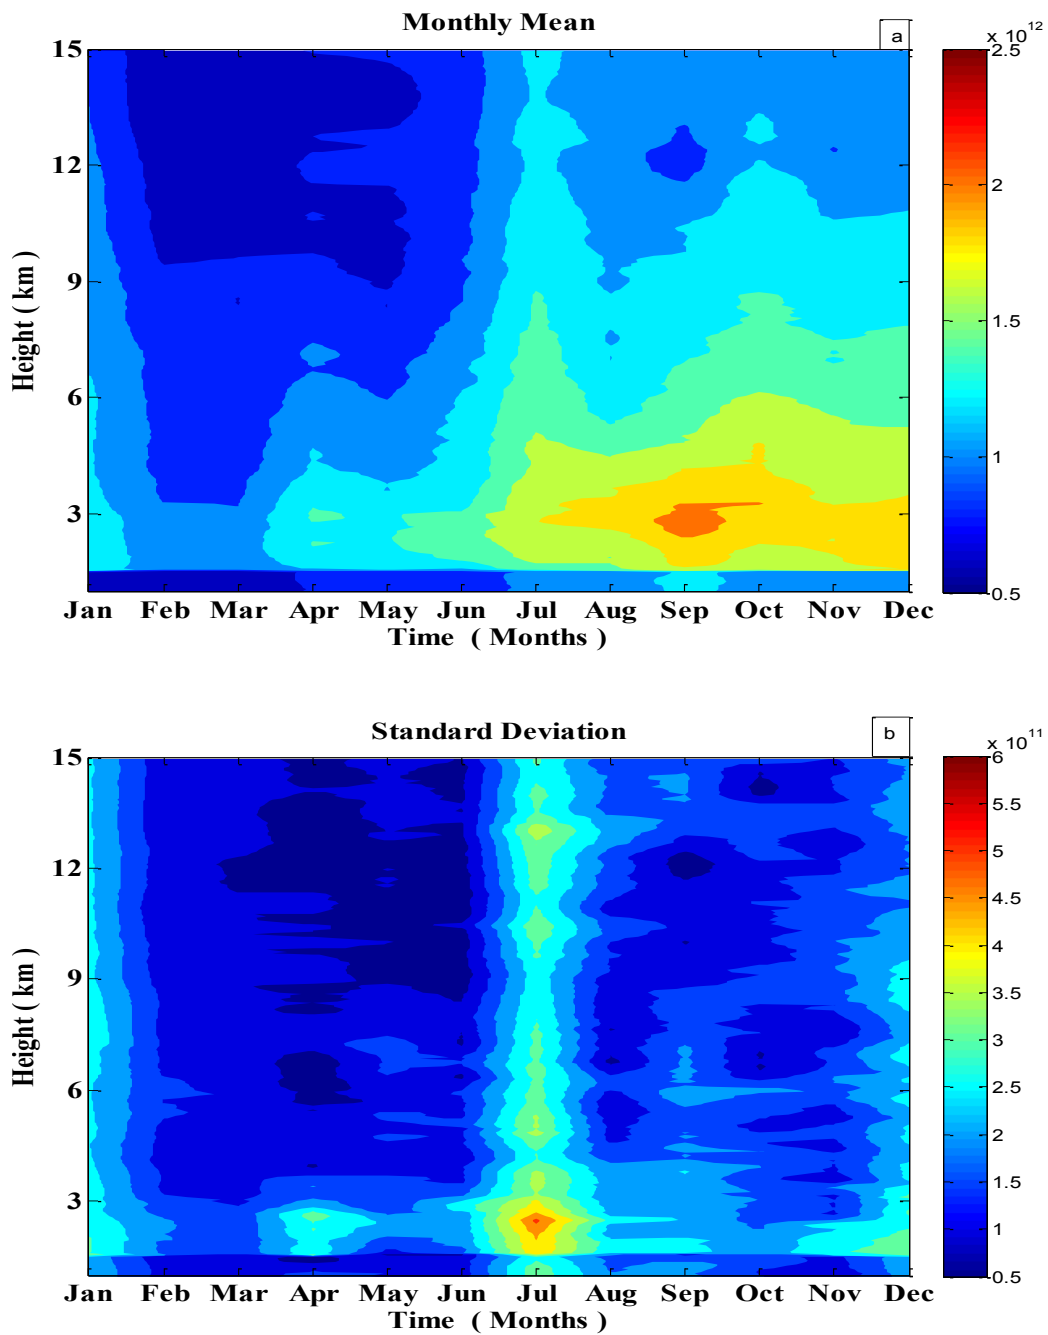 Monthly Mean
a
x 10^12
15
12
9
6
3
Height ( km )
2.5
2
1.5
1
0.5
Jan Feb Mar Apr May Jun Jul Aug Sep Oct Nov Dec
Time ( Months )
Standard Deviation
b
x 10^11
15
12
9
6
3
Height ( km )
6
5.5
5
4.5
4
3.5
3
2.5
2
1.5
1
0.5
Jan Feb Mar Apr May Jun Jul Aug Sep Oct Nov Dec
Time ( Months )